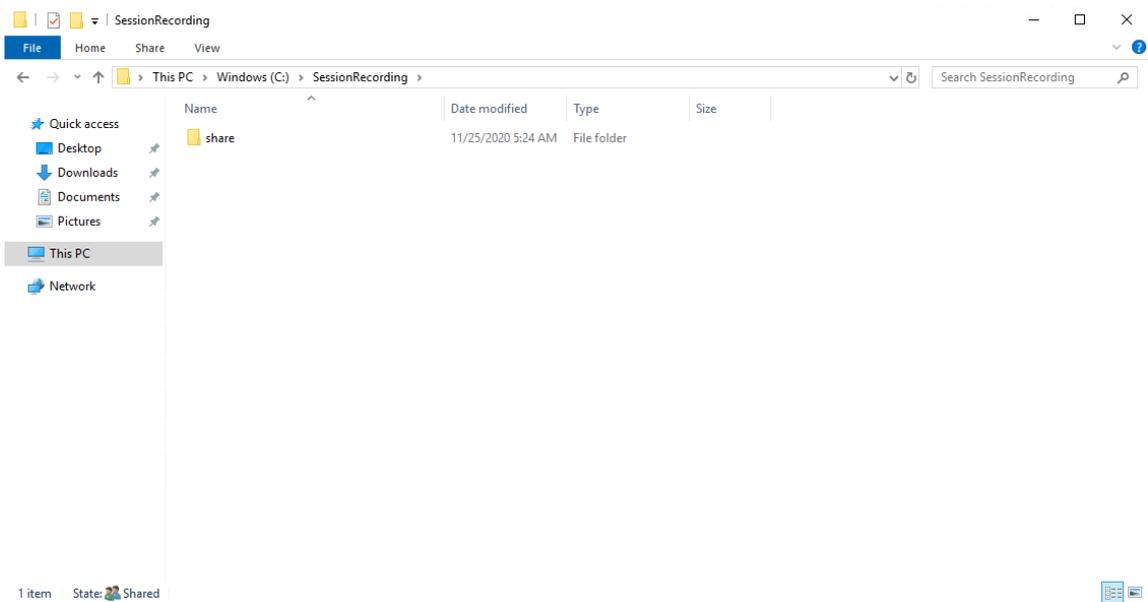 SessionRecording
File Home Share View
This PC Windows (C:) SessionRecording Search SessionRecording
Name Date modified Type Size
share 11/25/2020 5:24 AM File folder
Quick access
Desktop
Downloads
Documents
Pictures
This PC
Network
1 item State: Shared